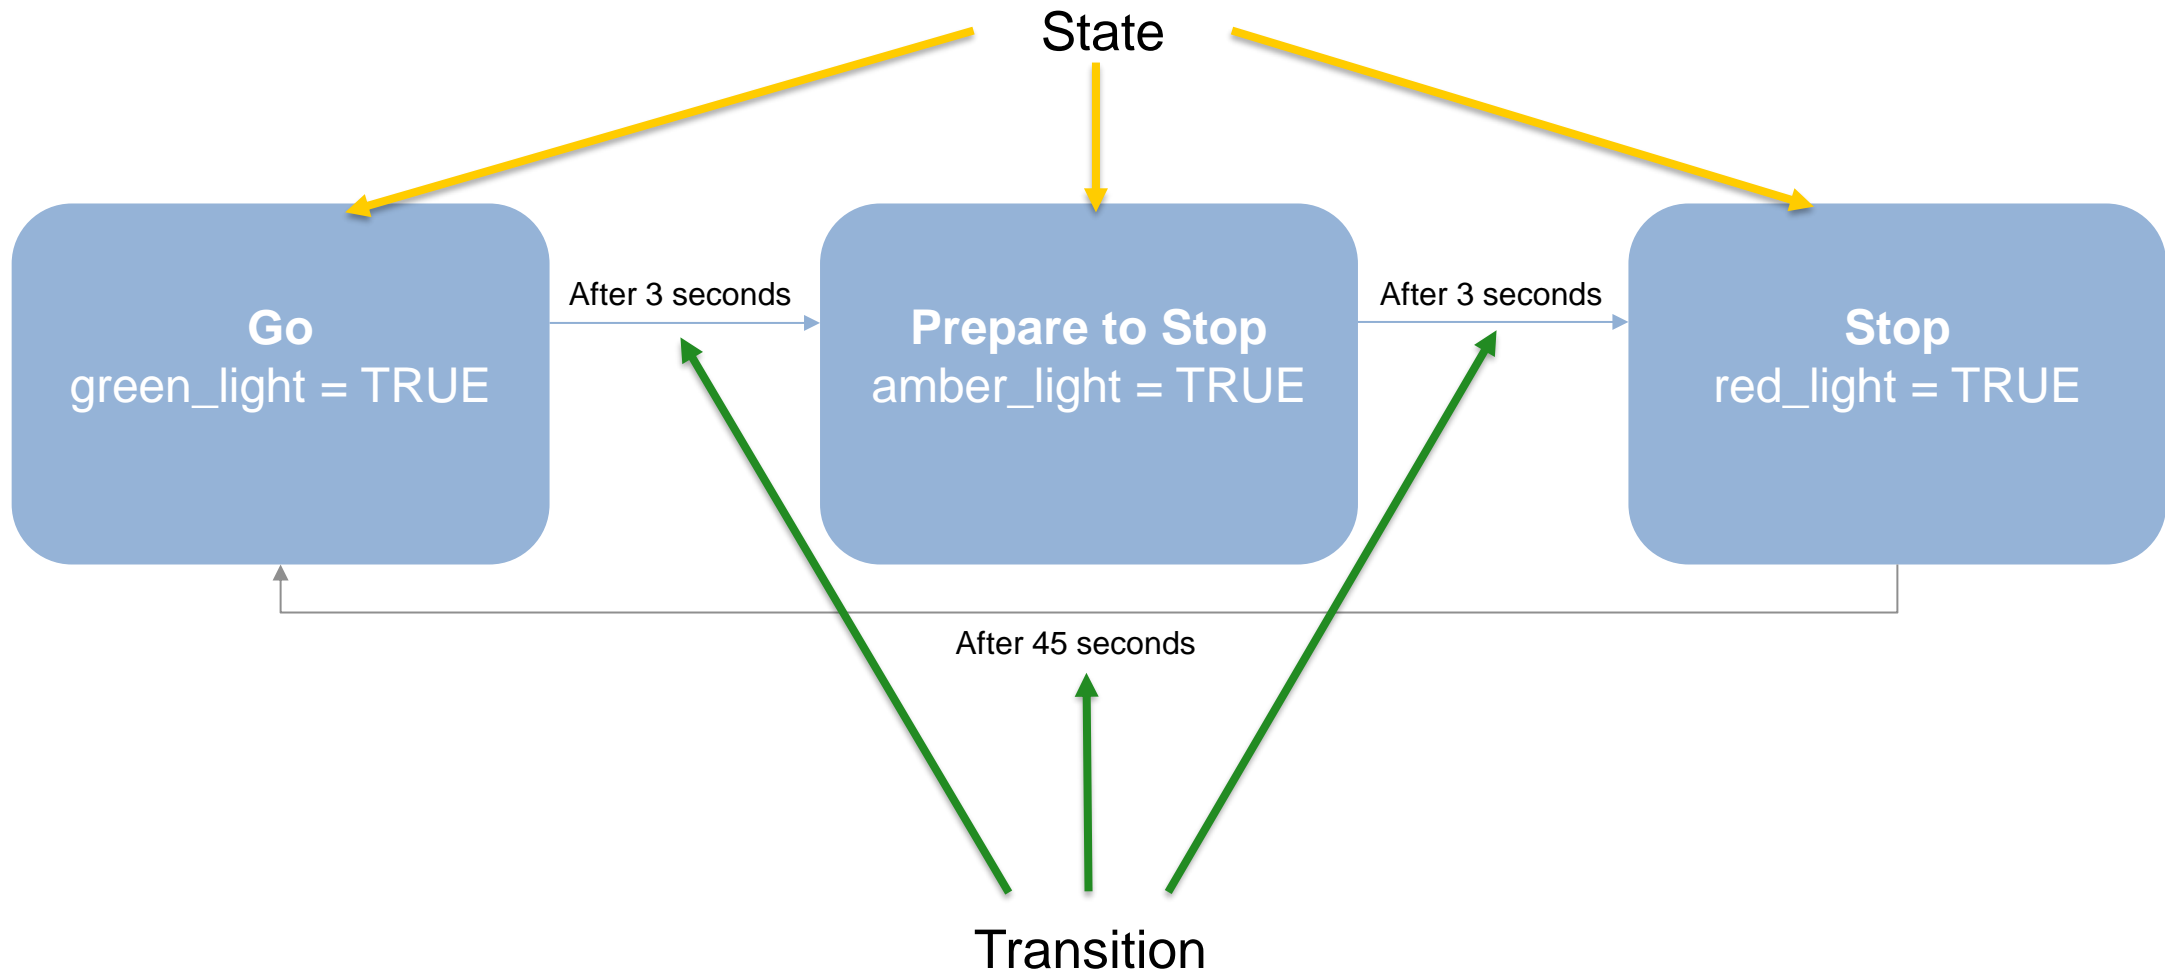 State
After 3 seconds
After 3 seconds
Go
green_light = TRUE
Prepare to Stop
amber_light = TRUE
Stop
red_light = TRUE
After 45 seconds
Transition